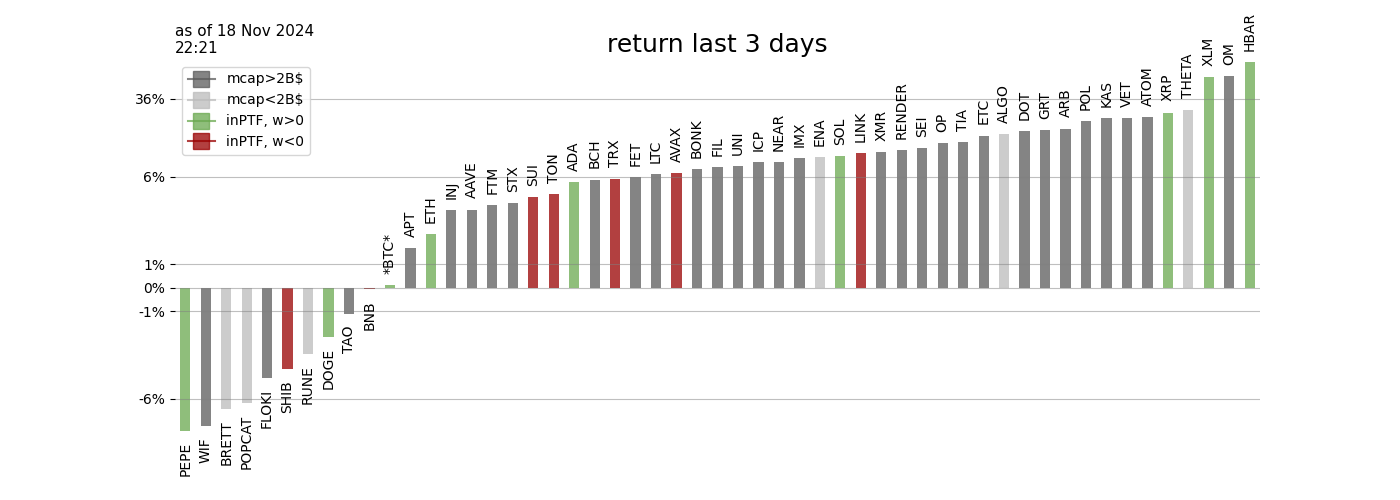 as of 18 Nov 2024
22:21
return last 3 days
mcap>2B$
mcap<2B$
inPTF, w>0
inPTF, w<0
36%
6%
1%
0%
-1%
-6%
PEPE
WIF
BRETT
POPCAT
FLOKI
SHIB
RUNE
DOGE
TAO
BNB
*BTC*
APT
ETH
INJ
AAVE
FTM
STX
SUI
TON
ADA
BCH
TRX
FET
LTC
AVAX
BONK
FIL
UNI
ICP
NEAR
IMX
ENA
SOL
LINK
XMR
RENDER
SEI
OP
TIA
ETC
ALGO
DOT
GRT
ARB
POL
KAS
VET
ATOM
XRP
THETA
XLM
OM
HBAR